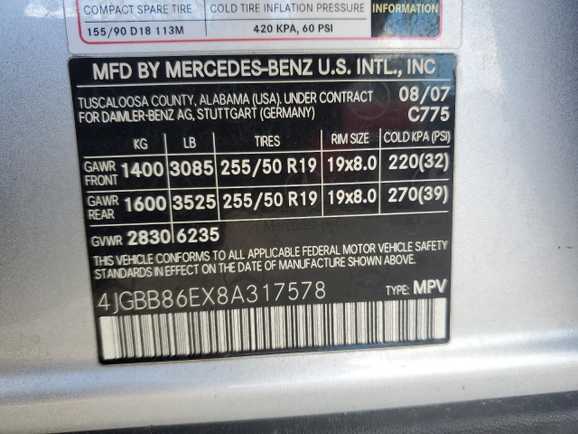 COMPACT SPARE TIRE COLD TIRE INFLATION PRESSURE INFORMATION
155/90 D18 113M 420 KPA, 60 PSI
MFD BY MERCEDES-BENZ U.S. INTL., INC
TUSCALOOSA COUNTY, ALABAMA (USA). UNDER CONTRACT 08/07
FOR DAIMLER-BENZ AG, STUTTGART (GERMANY) C775
KG LB TIRES RIM SIZE COLD KPA (PSI)
GAWR FRONT 1400 3085 255/50 R19 19x8.0 220(32)
GAWR REAR 1600 3525 255/50 R19 19x8.0 270(39)
GVWR 2830 6235
THIS VEHICLE CONFORMS TO ALL APPLICABLE FEDERAL MOTOR VEHICLE SAFETY
BUMPER, AND THEFT PREVENTION STANDARDS IN EFFECT ON THE DATE OF
MANUFACTURE SHOWN ABOVE.
4JGBB86EX8A317578 TYPE: MPV